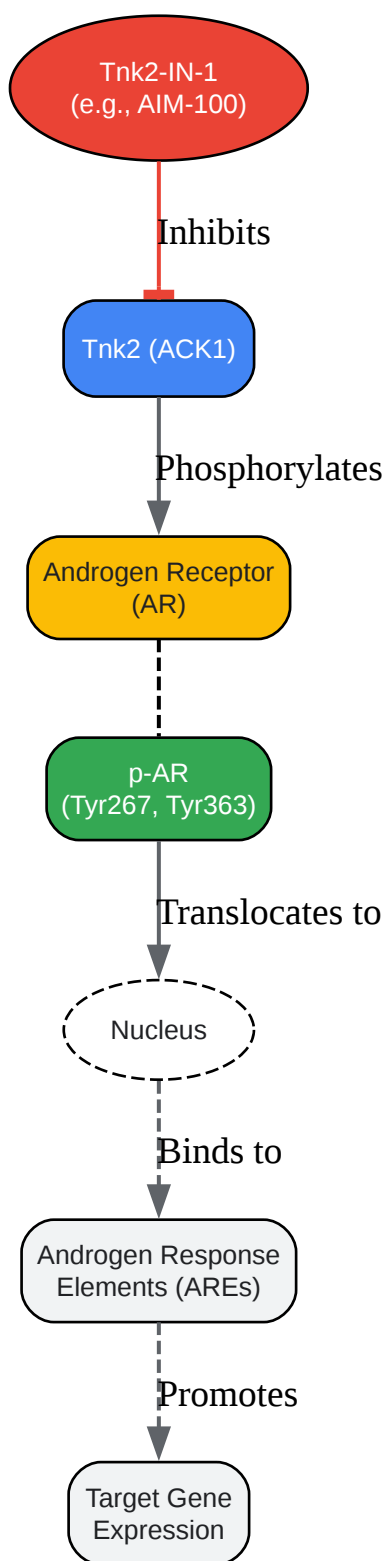 Tnk2-IN-1
(e.g., AIM-100)
Inhibits
Tnk2 (ACK1)
Phosphorylates
Androgen Receptor
(AR)
p-AR
(Tyr267, Tyr363)
Translocates to
Nucleus
Binds to
Androgen Response
Elements (AREs)
Promotes
Target Gene
Expression